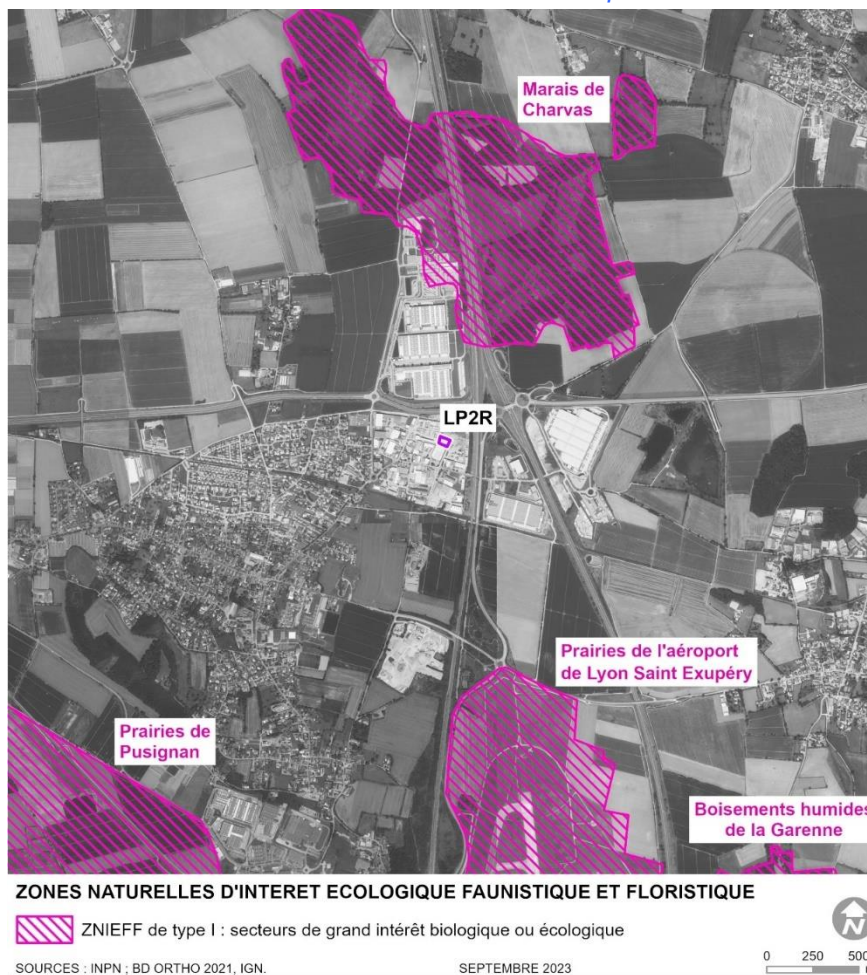 Marais de
Charvas
LP2R
Prairies de l'aéroport
de Lyon Saint Exupéry
Prairies de
Pusignan
Boisements humides
de la Garenne
ZONES NATURELLES D'INTERET ECOLOGIQUE FAUNISTIQUE ET FLORISTIQUE
ZNIEFF de type I : secteurs de grand intérêt biologique ou écologique
N
SOURCES : INPN ; BD ORTHO 2021, IGN.
SEPTEMBRE 2023
0 250 500